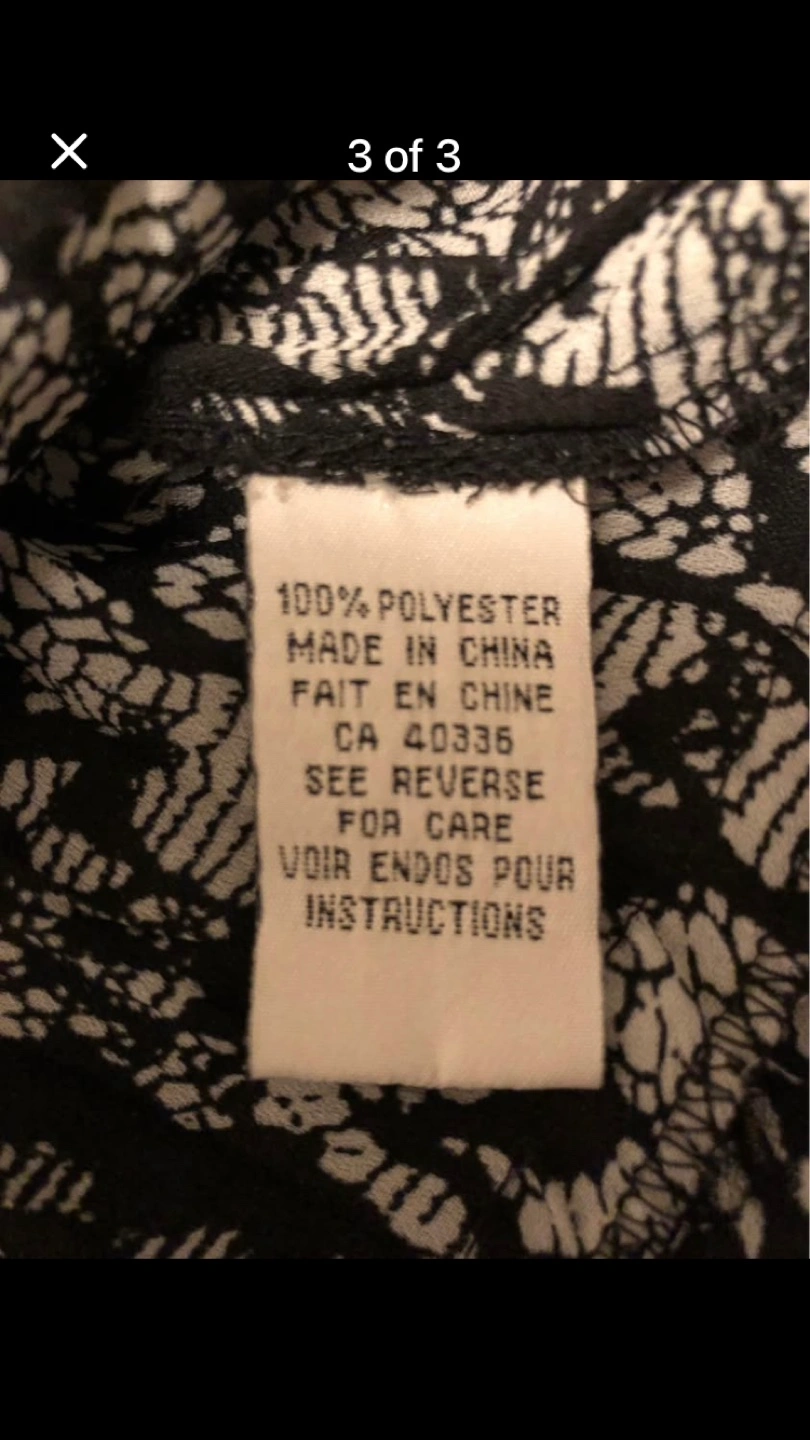 3 of 3
100% POLYESTER
MADE IN CHINA
FAIT EN CHINE
CA 40336
SEE REVERSE
FOR CARE
VOIR ENDOS POUR
INSTRUCTIONS